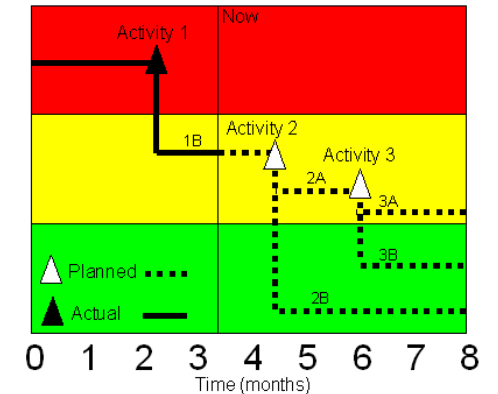 Now
Activity 1
1B
Activity 2
Activity 3
2A
3A
3B
2B
Planned
Actual
0 1 2 3 4 5 6 7 8
Time (months)